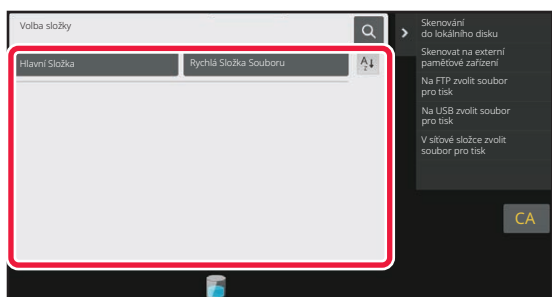 Volba složky
Hlavní Složka
Rychlá Složka Souboru
A
Z
Skenování
do lokálního disku
Skenovat na externí
paměťové zařízení
Na FTP zvolit soubor
pro tisk
Na USB zvolit soubor
pro tisk
V síťové složce zvolit
soubor pro tisk
CA